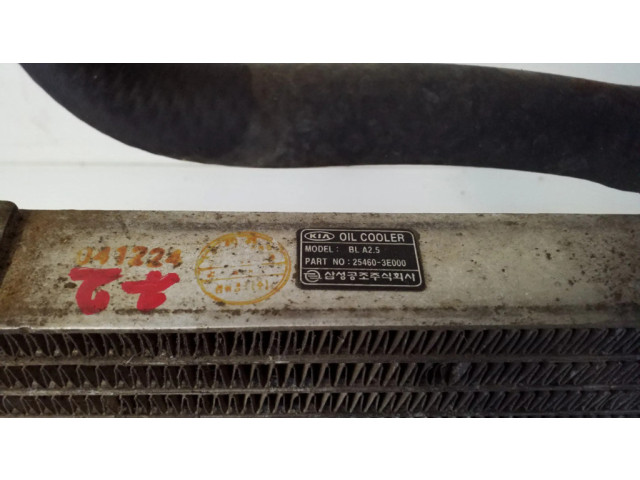 KIA OIL COOLER
MODEL: BL A2.5
PART NO : 25460-3E000
삼성공조주식회사
041224